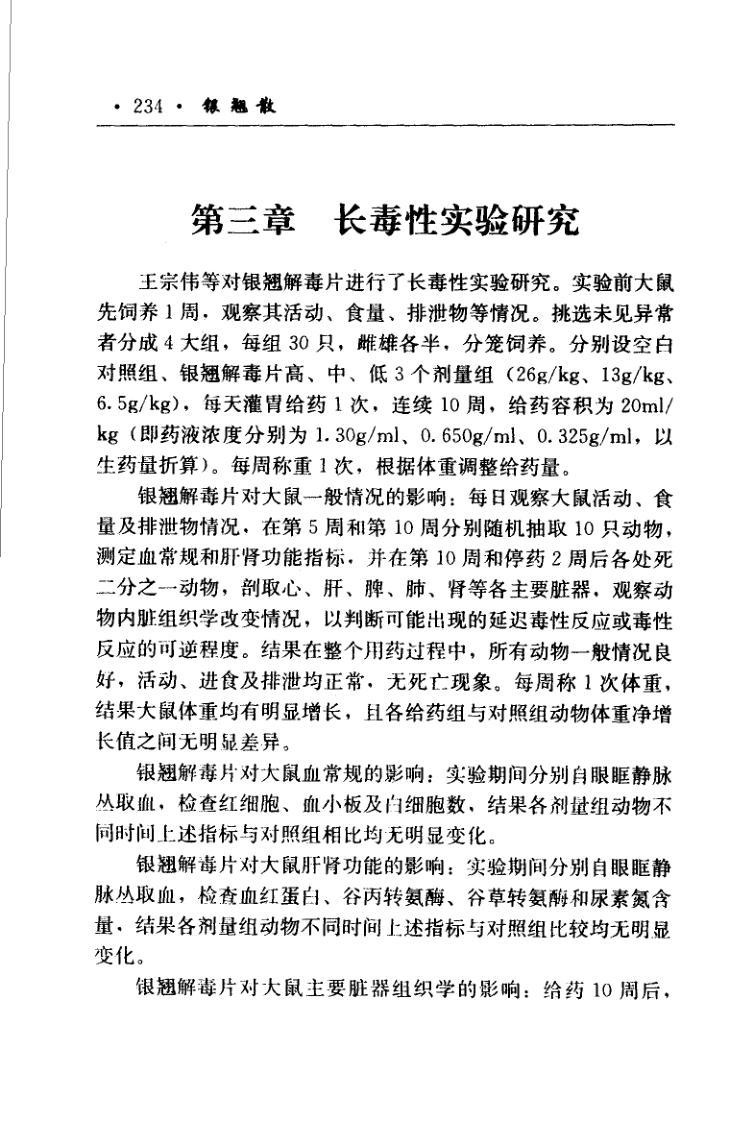 · 234 · 银翘散
第三章 长毒性实验研究
王宗伟等对银翘解毒片进行了长毒性实验研究。实验前大鼠
先饲养 1 周，观察其活动、食量、排泄物等情况。挑选未见异常
者分成 4 大组，每组 30 只，雌雄各半，分笼饲养。分别设空白
对照组、银翘解毒片高、中、低 3 个剂量组（26g/kg、13g/kg、
6.5g/kg），每天灌胃给药 1 次，连续 10 周，给药容积为 20ml/
kg（即药液浓度分别为 1.30g/ml、0.650g/ml、0.325g/ml，以
生药量折算）。每周称重 1 次，根据体重调整给药量。
银翘解毒片对大鼠一般情况的影响：每日观察大鼠活动、食
量及排泄物情况，在第 5 周和第 10 周分别随机抽取 10 只动物，
测定血常规和肝肾功能指标，并在第 10 周和停药 2 周后各处死
二分之一动物，剖取心、肝、脾、肺、肾等各主要脏器，观察动
物内脏组织学改变情况，以判断可能出现的延迟毒性反应或毒性
反应的可逆程度。结果在整个用药过程中，所有动物一般情况良
好，活动、进食及排泄均正常，无死亡现象。每周称 1 次体重，
结果大鼠体重均有明显增长，且各给药组与对照组动物体重净增
长值之间无明显差异。
银翘解毒片对大鼠血常规的影响：实验期间分别自眼眶静脉
丛取血，检查红细胞、血小板及白细胞数，结果各剂量组动物不
同时间上述指标与对照组相比均无明显变化。
银翘解毒片对大鼠肝肾功能的影响：实验期间分别自眼眶静
脉丛取血，检查血红蛋白、谷丙转氨酶、谷草转氨酶和尿素氮含
量，结果各剂量组动物不同时间上述指标与对照组比较均无明显
变化。
银翘解毒片对大鼠主要脏器组织学的影响：给药 10 周后，